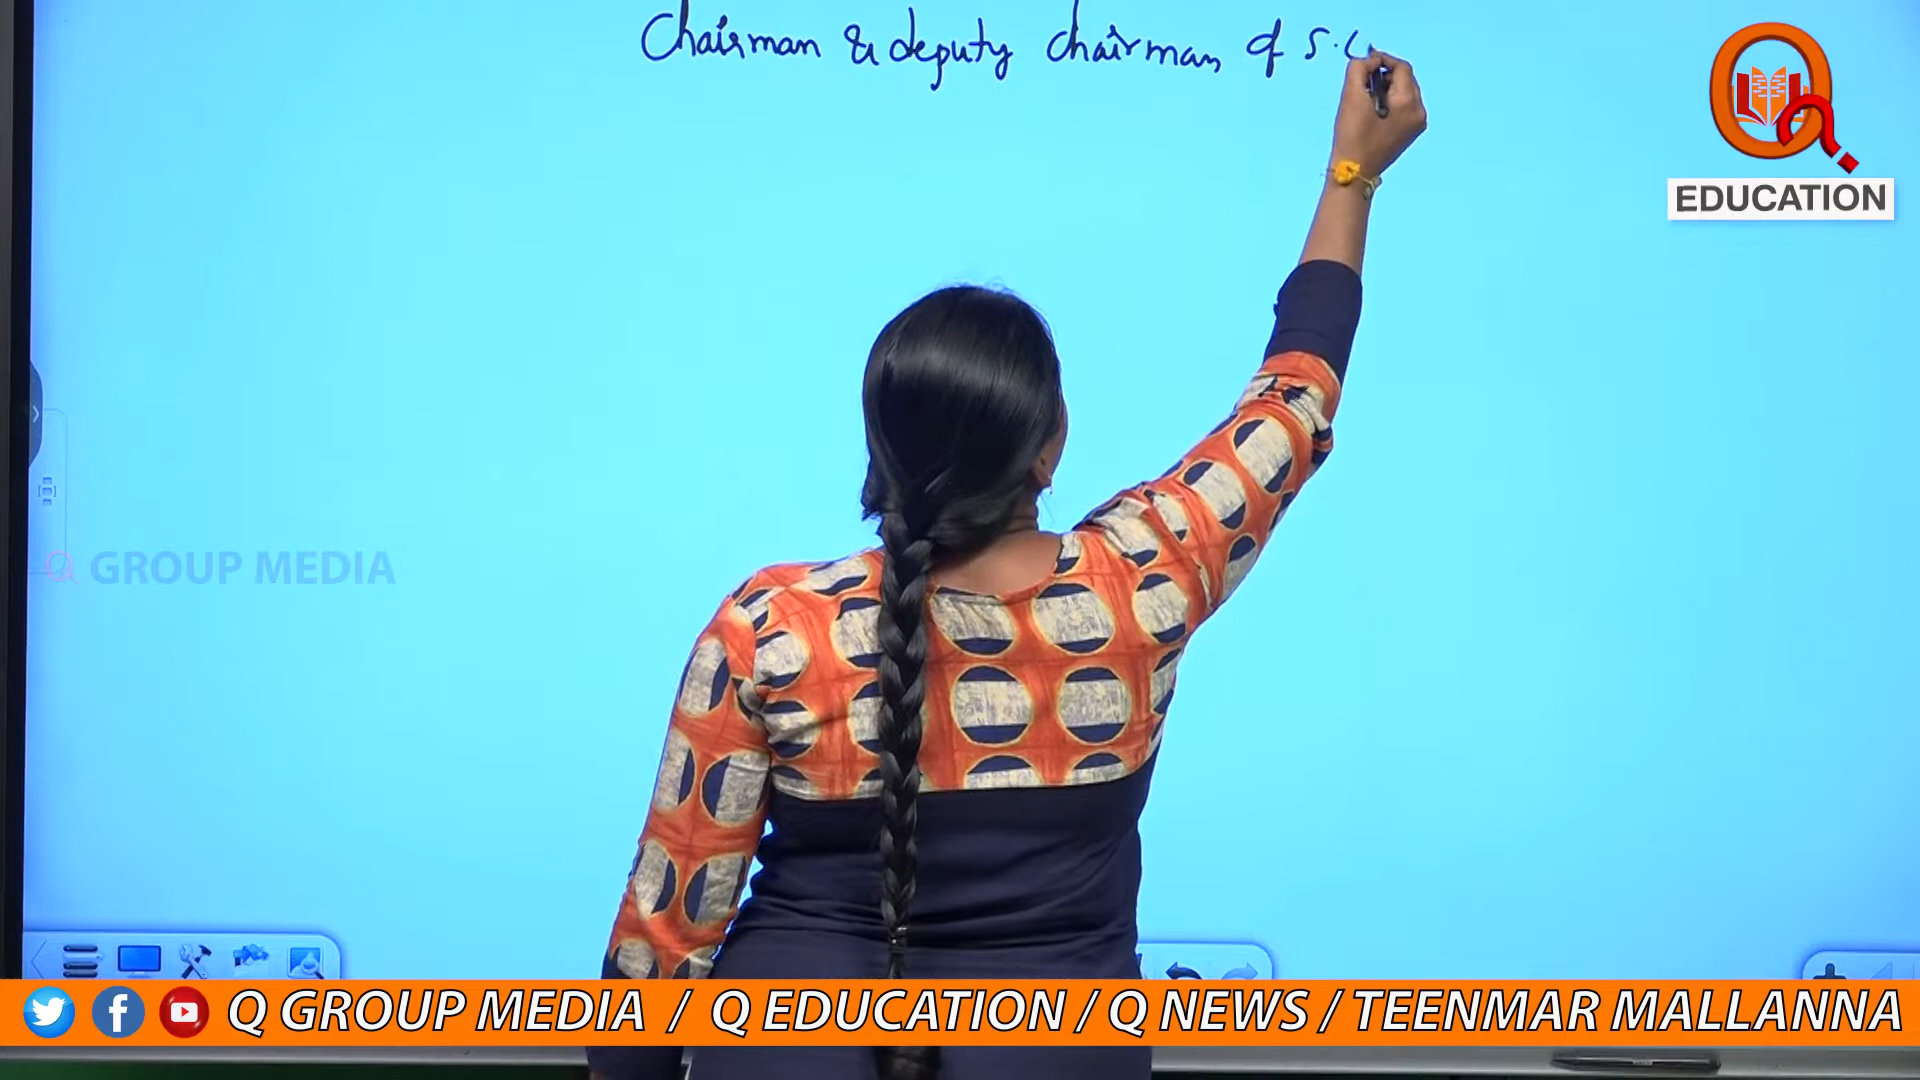 Chairman & deputy chairman of S.C
EDUCATION
GROUP MEDIA
Q GROUP MEDIA / Q EDUCATION / Q NEWS / TEENMAR MALLANNA